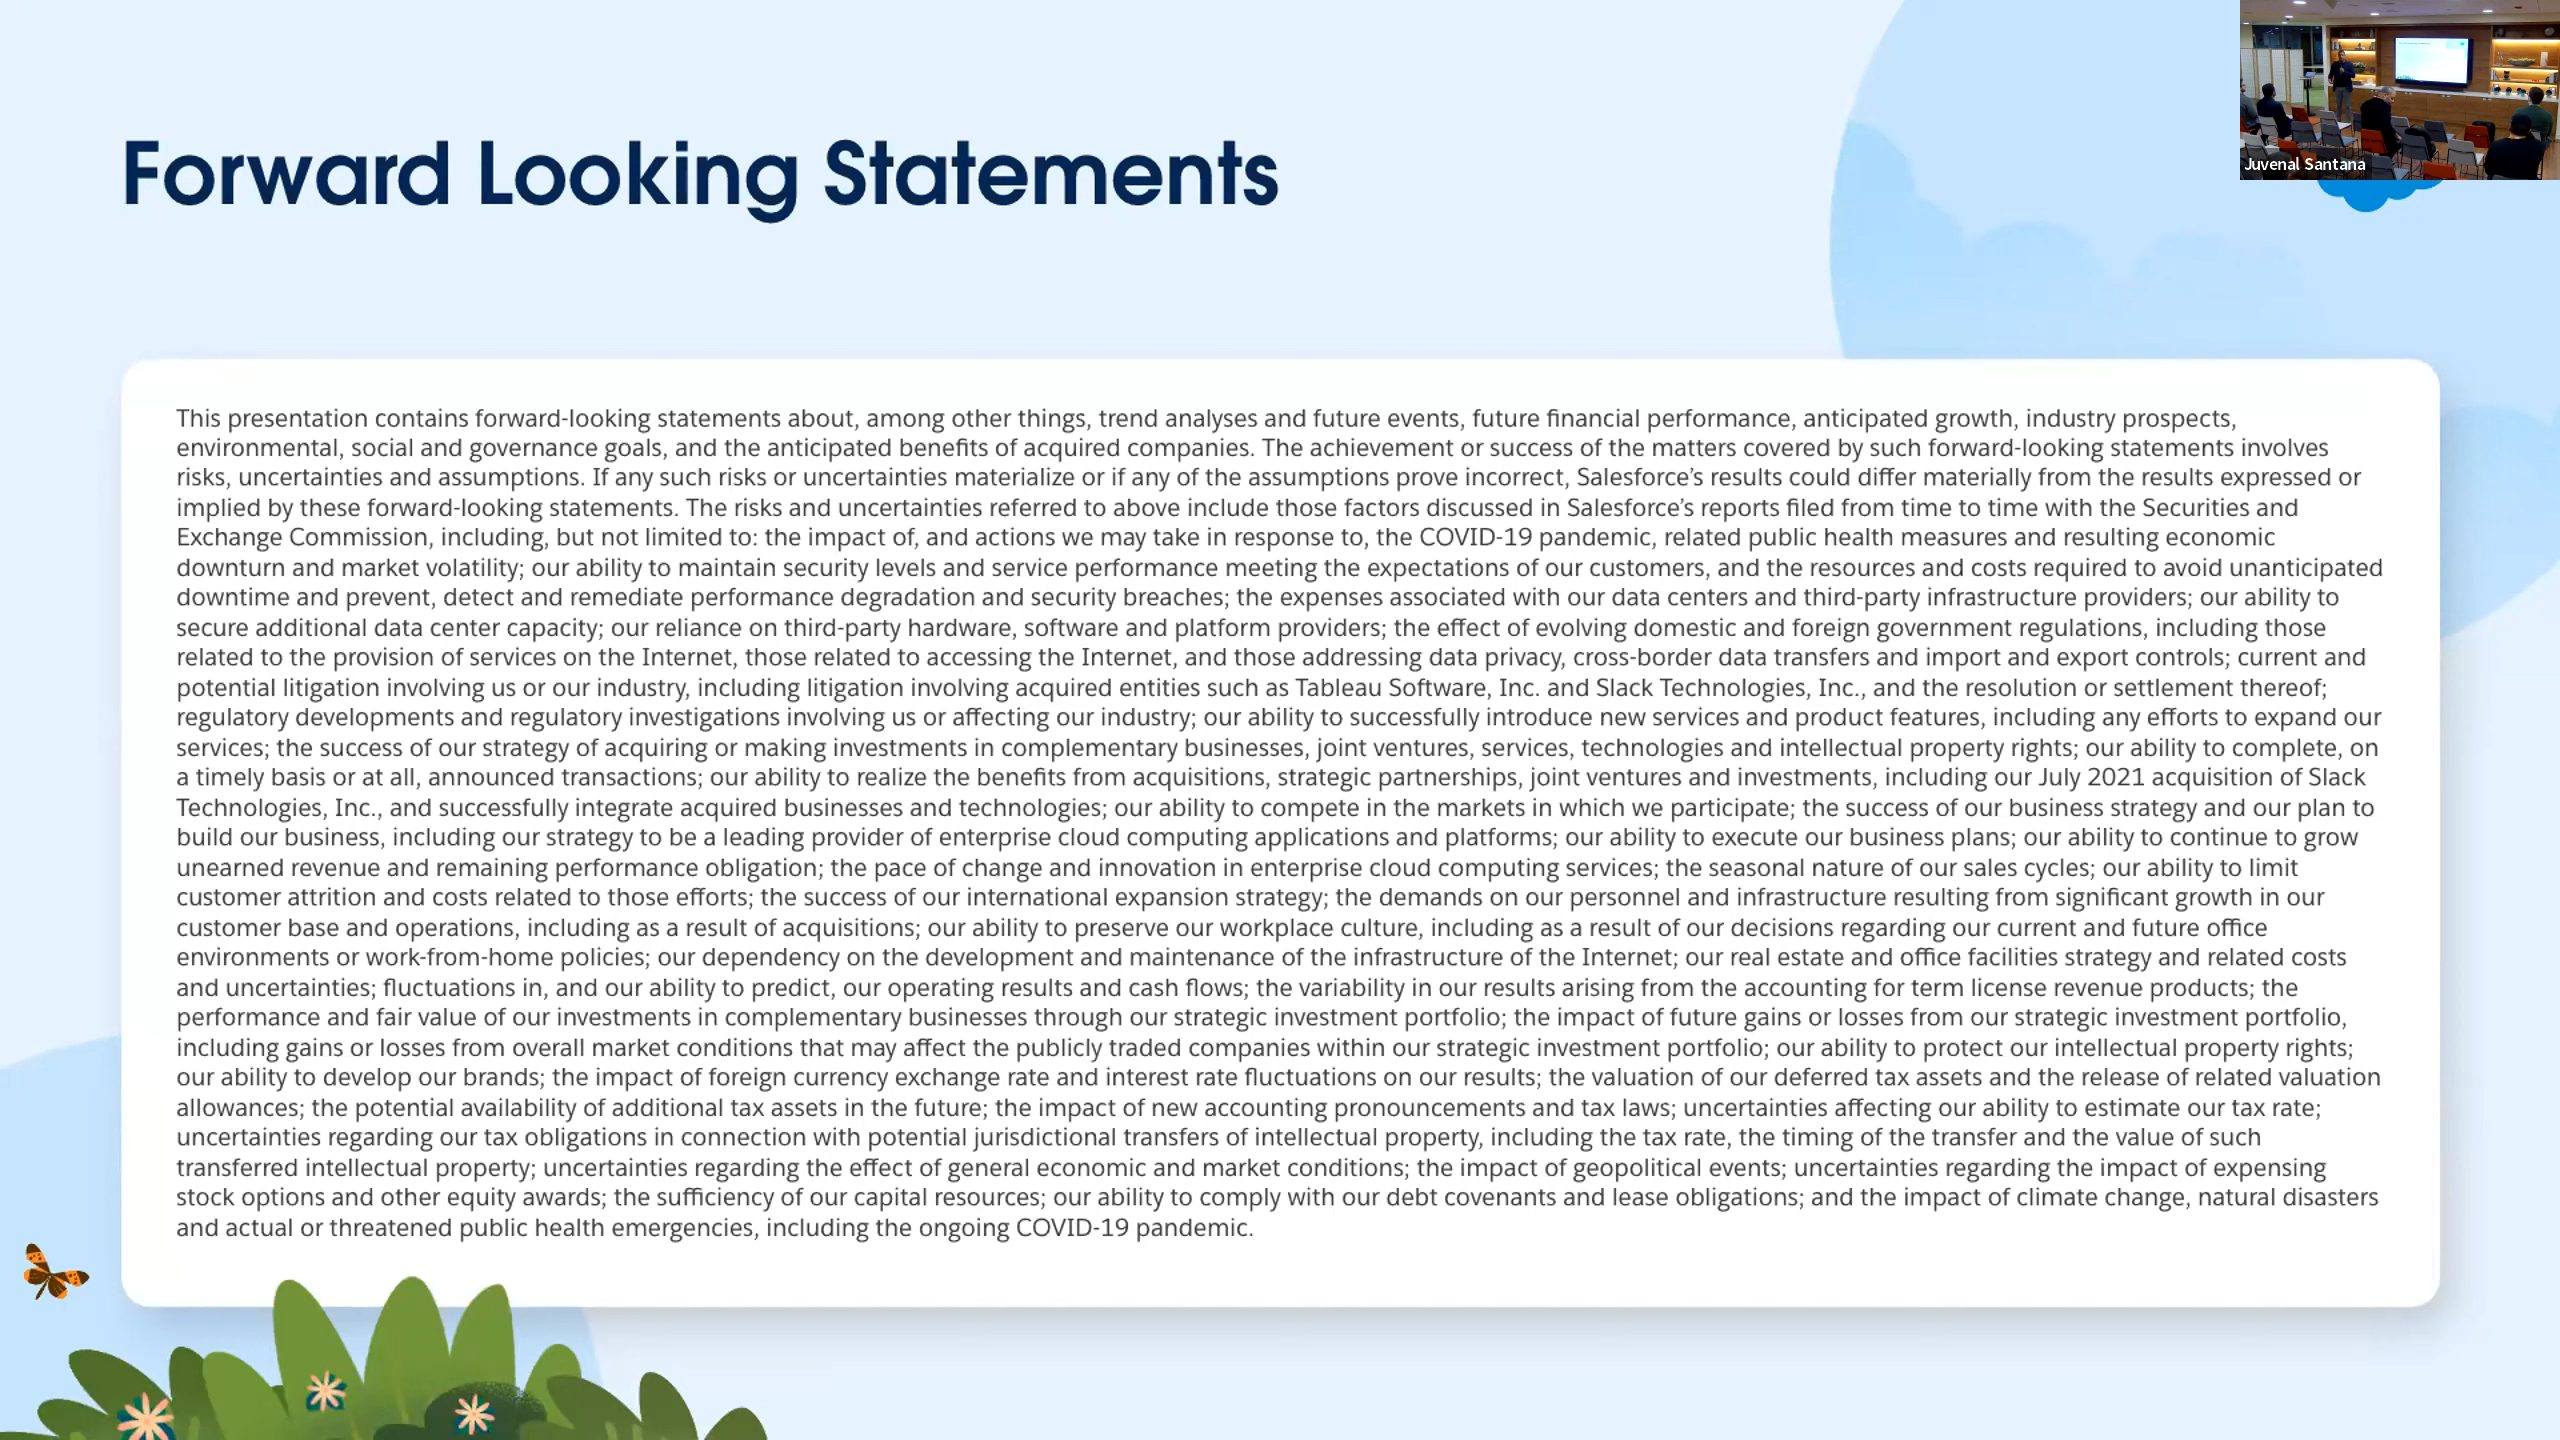 Forward Looking Statements
Juvenal Santana
This presentation contains forward-looking statements about, among other things, trend analyses and future events, future financial performance, anticipated growth, industry prospects,
environmental, social and governance goals, and the anticipated benefits of acquired companies. The achievement or success of the matters covered by such forward-looking statements involves
risks, uncertainties and assumptions. If any such risks or uncertainties materialize or if any of the assumptions prove incorrect, Salesforce’s results could differ materially from the results expressed or
implied by these forward-looking statements. The risks and uncertainties referred to above include those factors discussed in Salesforce’s reports filed from time to time with the Securities and
Exchange Commission, including, but not limited to: the impact of, and actions we may take in response to, the COVID-19 pandemic, related public health measures and resulting economic
downturn and market volatility; our ability to maintain security levels and service performance meeting the expectations of our customers, and the resources and costs required to avoid unanticipated
downtime and prevent, detect and remediate performance degradation and security breaches; the expenses associated with our data centers and third-party infrastructure providers; our ability to
secure additional data center capacity; our reliance on third-party hardware, software and platform providers; the effect of evolving domestic and foreign government regulations, including those
related to the provision of services on the Internet, those related to accessing the Internet, and those addressing data privacy, cross-border data transfers and import and export controls; current and
potential litigation involving us or our industry, including litigation involving acquired entities such as Tableau Software, Inc. and Slack Technologies, Inc., and the resolution or settlement thereof;
regulatory developments and regulatory investigations involving us or affecting our industry; our ability to successfully introduce new services and product features, including any efforts to expand our
services; the success of our strategy of acquiring or making investments in complementary businesses, joint ventures, services, technologies and intellectual property rights; our ability to complete, on
a timely basis or at all, announced transactions; our ability to realize the benefits from acquisitions, strategic partnerships, joint ventures and investments, including our July 2021 acquisition of Slack
Technologies, Inc., and successfully integrate acquired businesses and technologies; our ability to compete in the markets in which we participate; the success of our business strategy and our plan to
build our business, including our strategy to be a leading provider of enterprise cloud computing applications and platforms; our ability to execute our business plans; our ability to continue to grow
unearned revenue and remaining performance obligation; the pace of change and innovation in enterprise cloud computing services; the seasonal nature of our sales cycles; our ability to limit
customer attrition and costs related to those efforts; the success of our international expansion strategy; the demands on our personnel and infrastructure resulting from significant growth in our
customer base and operations, including as a result of acquisitions; our ability to preserve our workplace culture, including as a result of our decisions regarding our current and future office
environments or work-from-home policies; our dependency on the development and maintenance of the infrastructure of the Internet; our real estate and office facilities strategy and related costs
and uncertainties; fluctuations in, and our ability to predict, our operating results and cash flows; the variability in our results arising from the accounting for term license revenue products; the
performance and fair value of our investments in complementary businesses through our strategic investment portfolio; the impact of future gains or losses from our strategic investment portfolio,
including gains or losses from overall market conditions that may affect the publicly traded companies within our strategic investment portfolio; our ability to protect our intellectual property rights;
our ability to develop our brands; the impact of foreign currency exchange rate and interest rate fluctuations on our results; the valuation of our deferred tax assets and the release of related valuation
allowances; the potential availability of additional tax assets in the future; the impact of new accounting pronouncements and tax laws; uncertainties affecting our ability to estimate our tax rate;
uncertainties regarding our tax obligations in connection with potential jurisdictional transfers of intellectual property, including the tax rate, the timing of the transfer and the value of such
transferred intellectual property; uncertainties regarding the effect of general economic and market conditions; the impact of geopolitical events; uncertainties regarding the impact of expensing
stock options and other equity awards; the sufficiency of our capital resources; our ability to comply with our debt covenants and lease obligations; and the impact of climate change, natural disasters
and actual or threatened public health emergencies, including the ongoing COVID-19 pandemic.